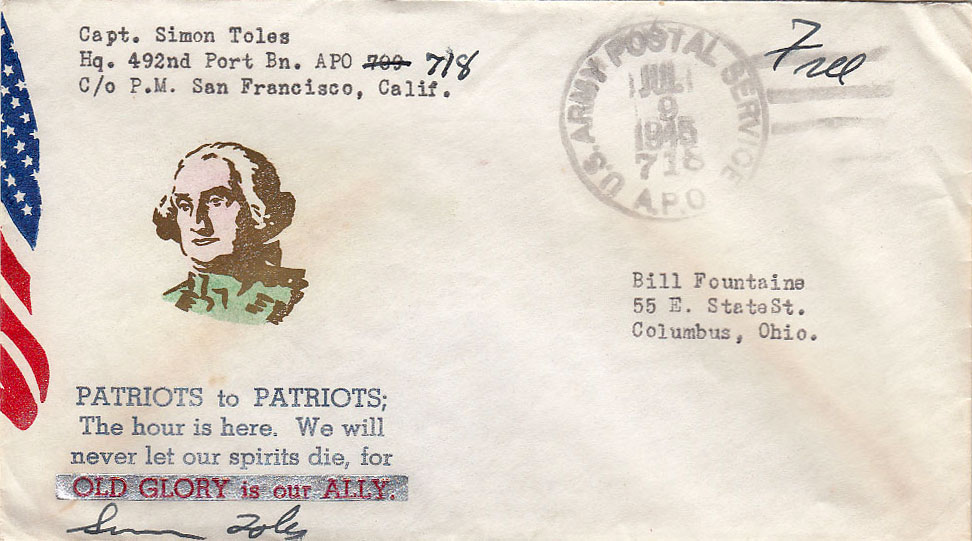 Capt. Simon Toles
Hq. 492nd Port Bn. APO 709 718
C/o P.M. San Francisco, Calif.
U.S. ARMY POSTAL SERVICE
JUL
9
1945
718
A.P.O
Free
Bill Fountaine
55 E. StateSt.
Columbus, Ohio.
PATRIOTS to PATRIOTS;
The hour is here. We will
never let our spirits die, for
OLD GLORY is our ALLY.
Simon Toles